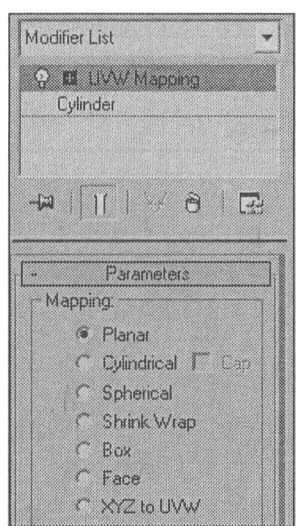 Modifier List
UVW Mapping
Cylinder
- Parameters
Mapping:
Planar
Cylindrical Cap
Spherical
Shrink Wrap
Box
Face
XYZ to UVW